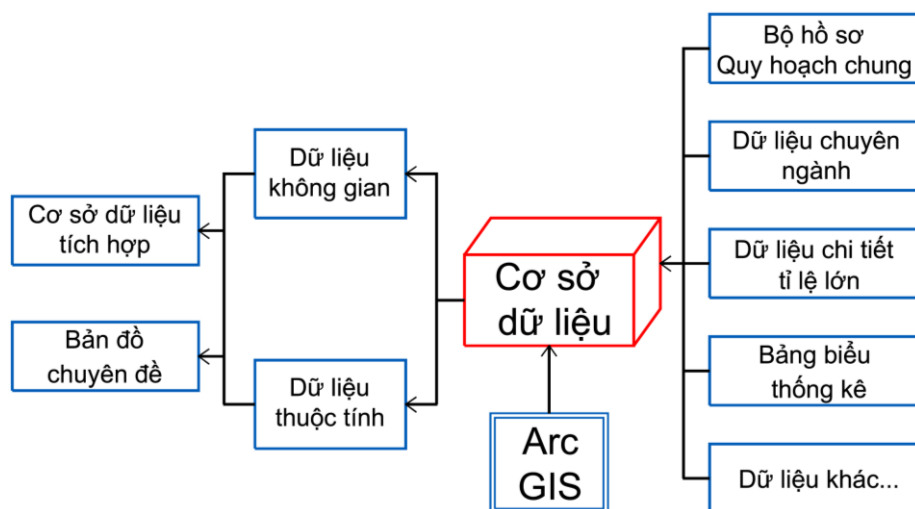 Bộ hồ sơ
Quy hoạch chung
Dữ liệu
không gian
Dữ liệu chuyên
ngành
Cơ sở dữ liệu
tích hợp
Cơ sở
dữ liệu
Dữ liệu chi tiết
tỉ lệ lớn
Bản đồ
chuyên đề
Dữ liệu
thuộc tính
Bảng biểu
thống kê
Arc
GIS
Dữ liệu khác...